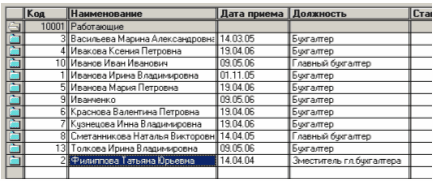 Код Наименование Дата приема Должность Ста
10001 Работающие
3 Васильева Марина Александровна 14.03.05 Бухгалтер
4 Ивакова Ксения Петровна 19.04.06 Бухгалтер
10 Иванов Иван Иванович 09.05.06 Главный бухгалтер
1 Иванова Ирина Владимировна 01.11.05 Бухгалтер
5 Иванова Мария Петровна 19.04.06 Бухгалтер
9 Иванченко 09.05.06 Бухгалтер
6 Краснова Валентина Петровна 19.04.06 Бухгалтер
7 Кузнецова Инна Владимировна 19.04.06 Бухгалтер
8 Сметанникова Наталья Викторовн 14.04.05 Главный бухгалтер
13 Толкова Ирина Владимировна 09.05.06 Бухгалтер
2 Филиппова Татьяна Юрьевна 14.04.04 Зместитель гл.бухгалтера